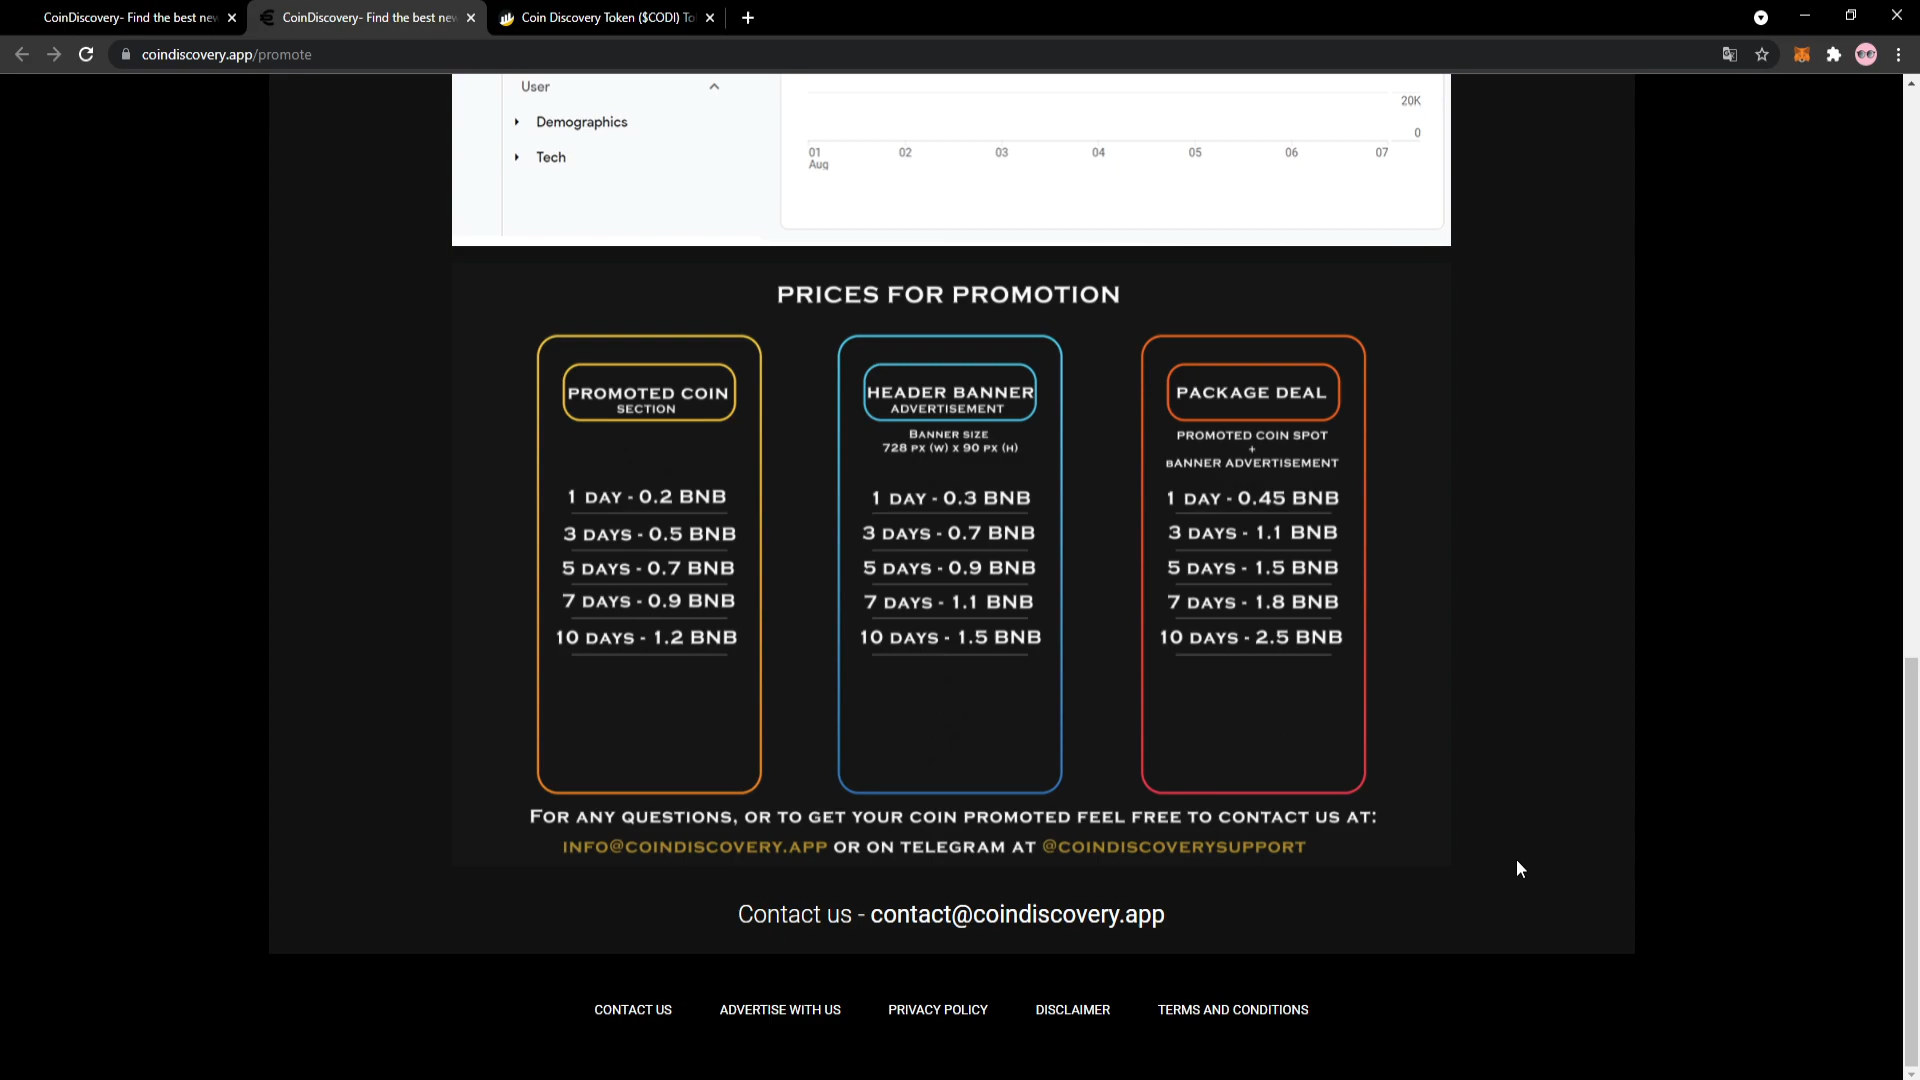 CoinDiscovery- Find the best nev
CoinDiscovery- Find the best nev
Coin Discovery Token ($CODI) To
coindiscovery.app/promote
User
Demographics
Tech
20K
0
01 02 03 04 05 06 07
Aug
PRICES FOR PROMOTION
PROMOTED COIN
SECTION
1 DAY - 0.2 BNB
3 DAYS - 0.5 BNB
5 DAYS - 0.7 BNB
7 DAYS - 0.9 BNB
10 DAYS - 1.2 BNB
HEADER BANNER
ADVERTISEMENT
BANNER SIZE
728 PX (W) X 90 PX (H)
1 DAY - 0.3 BNB
3 DAYS - 0.7 BNB
5 DAYS - 0.9 BNB
7 DAYS - 1.1 BNB
10 DAYS - 1.5 BNB
PACKAGE DEAL
PROMOTED COIN SPOT
+
BANNER ADVERTISEMENT
1 DAY - 0.45 BNB
3 DAYS - 1.1 BNB
5 DAYS - 1.5 BNB
7 DAYS - 1.8 BNB
10 DAYS - 2.5 BNB
FOR ANY QUESTIONS, OR TO GET YOUR COIN PROMOTED FEEL FREE TO CONTACT US AT:
INFO@COINDISCOVERY.APP OR ON TELEGRAM AT @COINDISCOVERYSUPPORT
Contact us - contact@coindiscovery.app
CONTACT US ADVERTISE WITH US PRIVACY POLICY DISCLAIMER TERMS AND CONDITIONS